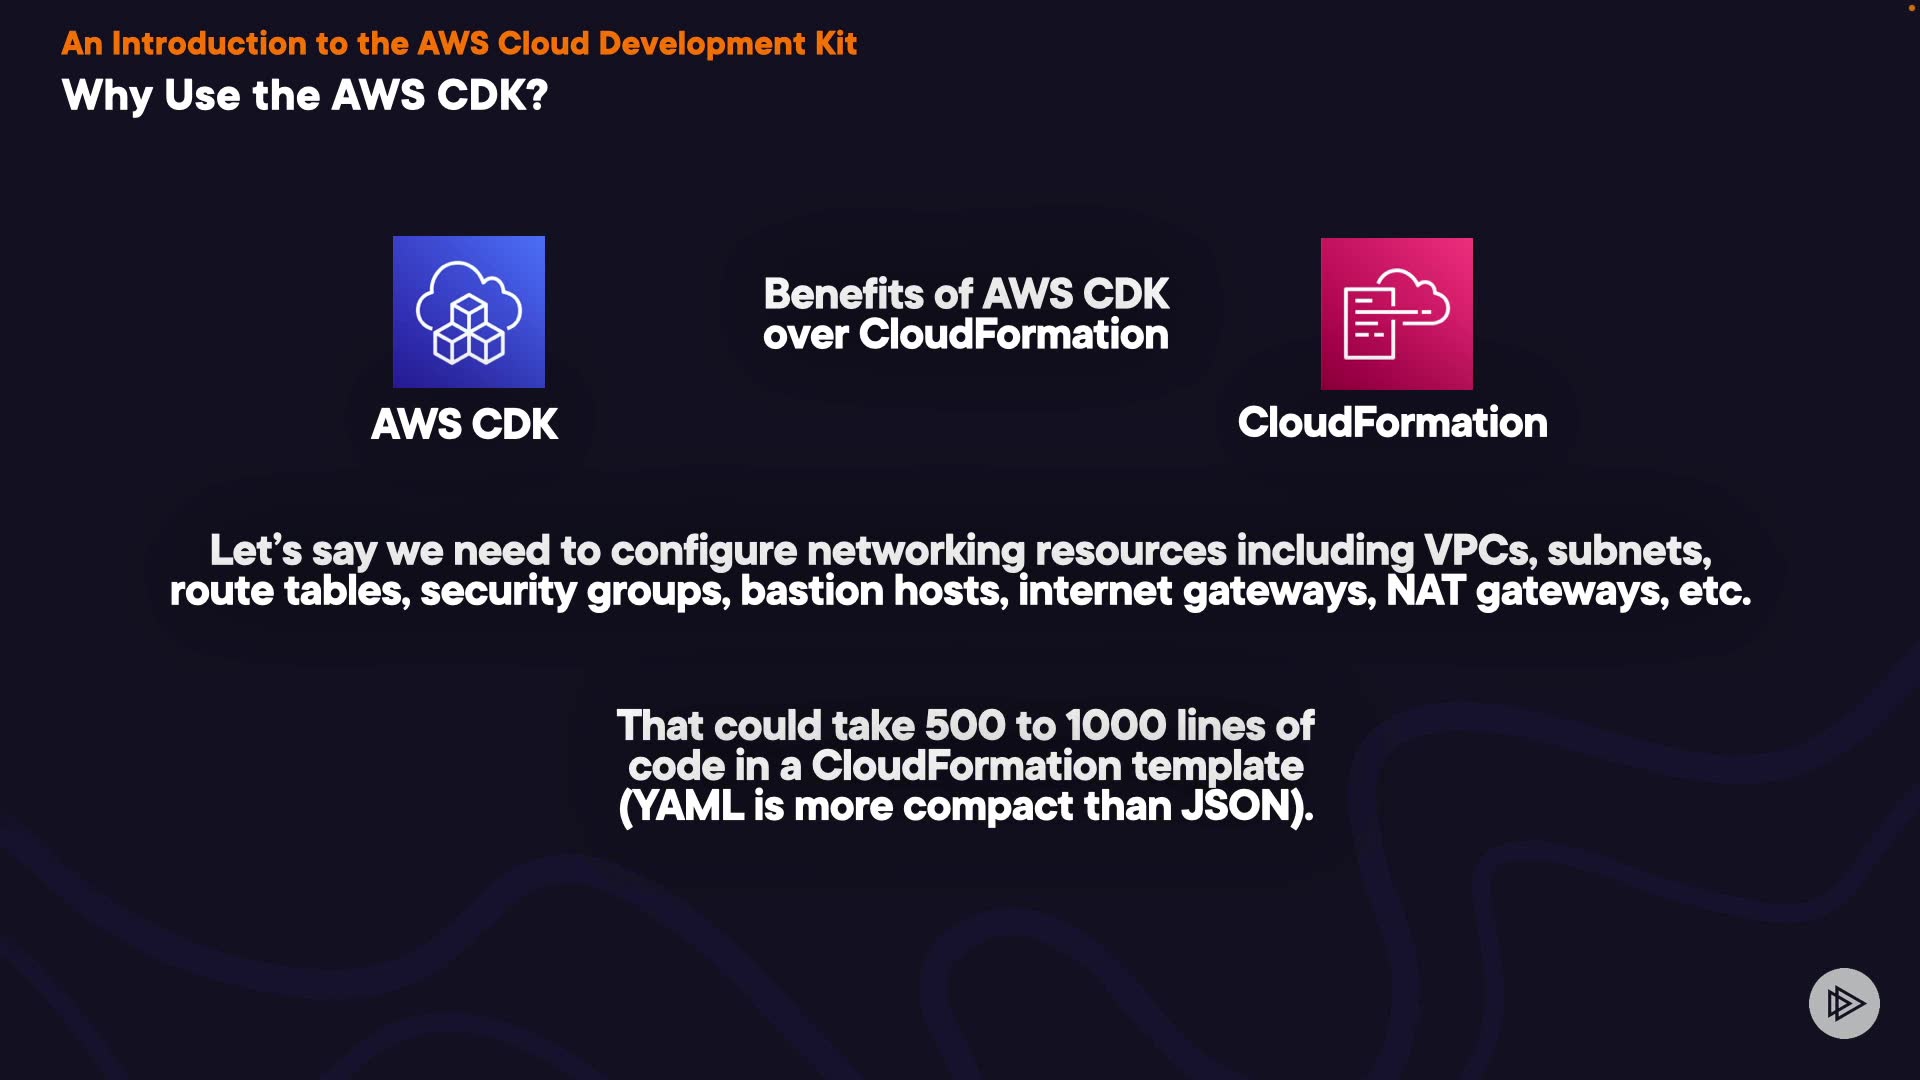 An Introduction to the AWS Cloud Development Kit
Why Use the AWS CDK?
Benefits of AWS CDK
over CloudFormation
AWS CDK
CloudFormation
Let’s say we need to configure networking resources including VPCs, subnets,
route tables, security groups, bastion hosts, internet gateways, NAT gateways, etc.
That could take 500 to 1000 lines of
code in a CloudFormation template
(YAML is more compact than JSON).